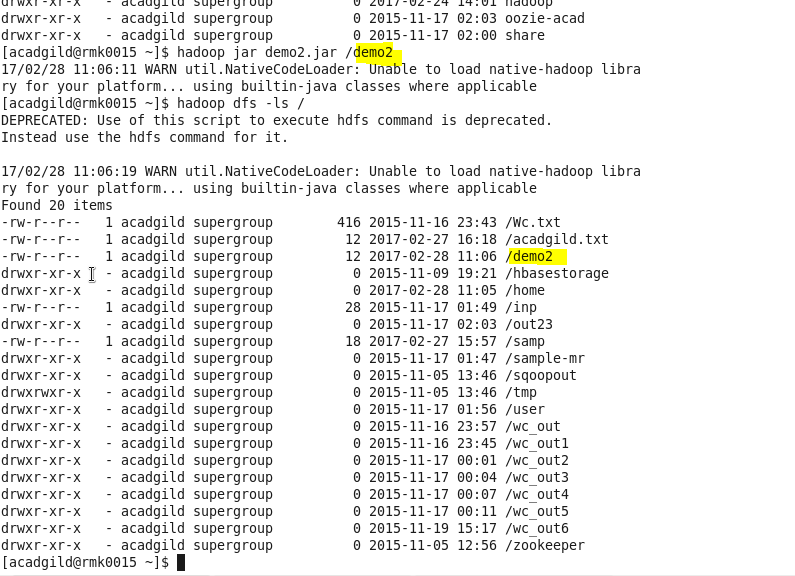 drwxr-xr-x   - acadgild supergroup          0 2017-02-24 14:01 hadoop
drwxr-xr-x   - acadgild supergroup          0 2015-11-17 02:03 oozie-acad
drwxr-xr-x   - acadgild supergroup          0 2015-11-17 02:00 share
[acadgild@rmk0015 ~]$ hadoop jar demo2.jar /demo2
17/02/28 11:06:11 WARN util.NativeCodeLoader: Unable to load native-hadoop libra
ry for your platform... using builtin-java classes where applicable
[acadgild@rmk0015 ~]$ hadoop dfs -ls /
DEPRECATED: Use of this script to execute hdfs command is deprecated.
Instead use the hdfs command for it.
17/02/28 11:06:19 WARN util.NativeCodeLoader: Unable to load native-hadoop libra
ry for your platform... using builtin-java classes where applicable
Found 20 items
-rw-r--r--   1 acadgild supergroup        416 2015-11-16 23:43 /Wc.txt
-rw-r--r--   1 acadgild supergroup         12 2017-02-27 16:18 /acadgild.txt
-rw-r--r--   1 acadgild supergroup         12 2017-02-28 11:06 /demo2
drwxr-xr-x   - acadgild supergroup          0 2015-11-09 19:21 /hbasestorage
drwxr-xr-x   - acadgild supergroup          0 2017-02-28 11:05 /home
-rw-r--r--   1 acadgild supergroup         28 2015-11-17 01:49 /inp
drwxr-xr-x   - acadgild supergroup          0 2015-11-17 02:03 /out23
-rw-r--r--   1 acadgild supergroup         18 2017-02-27 15:57 /samp
drwxr-xr-x   - acadgild supergroup          0 2015-11-17 01:47 /sample-mr
drwxr-xr-x   - acadgild supergroup          0 2015-11-05 13:46 /sqoopout
drwxrwxr-x   - acadgild supergroup          0 2015-11-05 13:46 /tmp
drwxr-xr-x   - acadgild supergroup          0 2015-11-17 01:56 /user
drwxr-xr-x   - acadgild supergroup          0 2015-11-16 23:57 /wc_out
drwxr-xr-x   - acadgild supergroup          0 2015-11-16 23:45 /wc_out1
drwxr-xr-x   - acadgild supergroup          0 2015-11-17 00:01 /wc_out2
drwxr-xr-x   - acadgild supergroup          0 2015-11-17 00:04 /wc_out3
drwxr-xr-x   - acadgild supergroup          0 2015-11-17 00:07 /wc_out4
drwxr-xr-x   - acadgild supergroup          0 2015-11-17 00:11 /wc_out5
drwxr-xr-x   - acadgild supergroup          0 2015-11-19 15:17 /wc_out6
drwxr-xr-x   - acadgild supergroup          0 2015-11-05 12:56 /zookeeper
[acadgild@rmk0015 ~]$